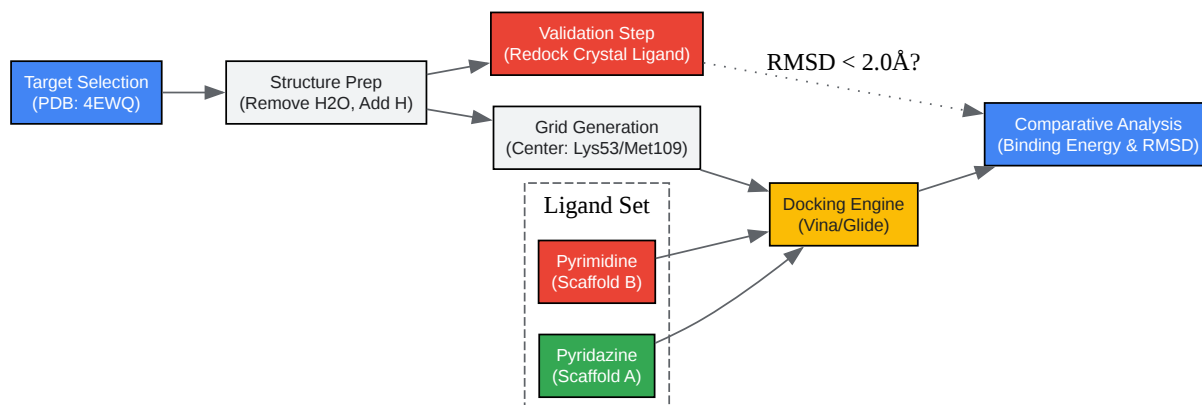 Target Selection
(PDB: 4EWQ)
Structure Prep
(Remove H2O, Add H)
Validation Step
(Redock Crystal Ligand)
RMSD < 2.0Å?
Grid Generation
(Center: Lys53/Met109)
Comparative Analysis
(Binding Energy & RMSD)
Ligand Set
Docking Engine
(Vina/Glide)
Pyrimidine
(Scaffold B)
Pyridazine
(Scaffold A)